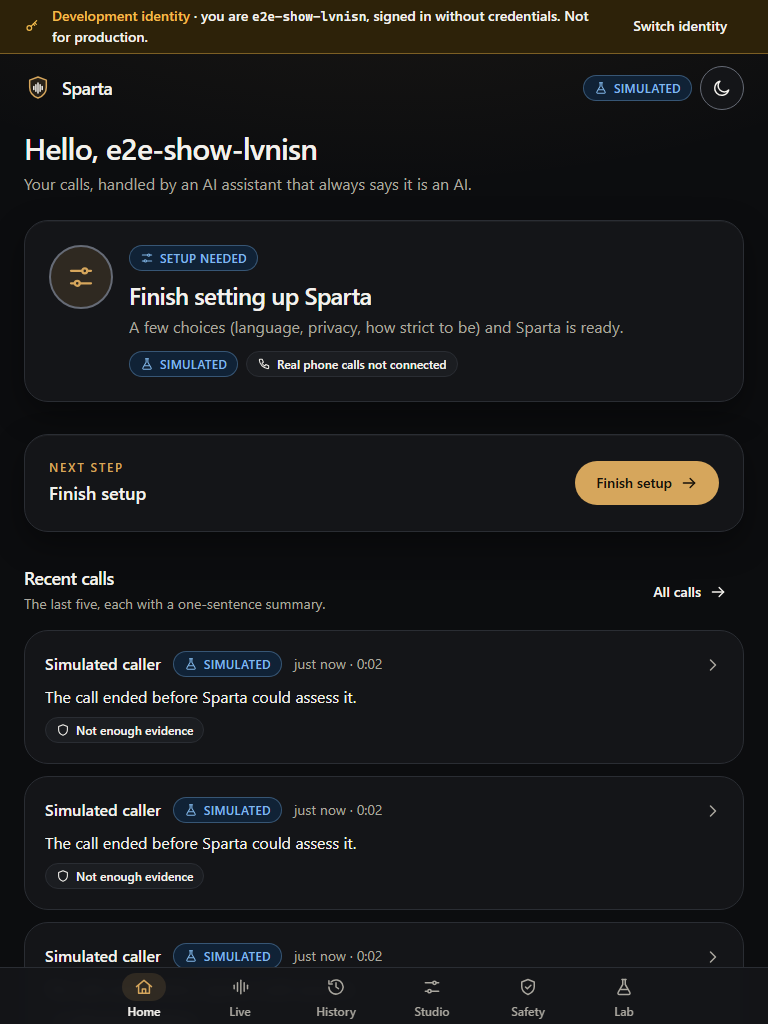 Development identity · you are e2e-show-lvnisn, signed in without credentials. Not
for production.
Switch identity
Sparta
SIMULATED
Hello, e2e-show-lvnisn
Your calls, handled by an AI assistant that always says it is an AI.
SETUP NEEDED
Finish setting up Sparta
A few choices (language, privacy, how strict to be) and Sparta is ready.
SIMULATED
Real phone calls not connected
NEXT STEP
Finish setup
Finish setup
Recent calls
The last five, each with a one-sentence summary.
All calls
Simulated caller SIMULATED just now · 0:02
The call ended before Sparta could assess it.
Not enough evidence
Simulated caller SIMULATED just now · 0:02
The call ended before Sparta could assess it.
Not enough evidence
Simulated caller SIMULATED just now · 0:02
Home Live History Studio Safety Lab